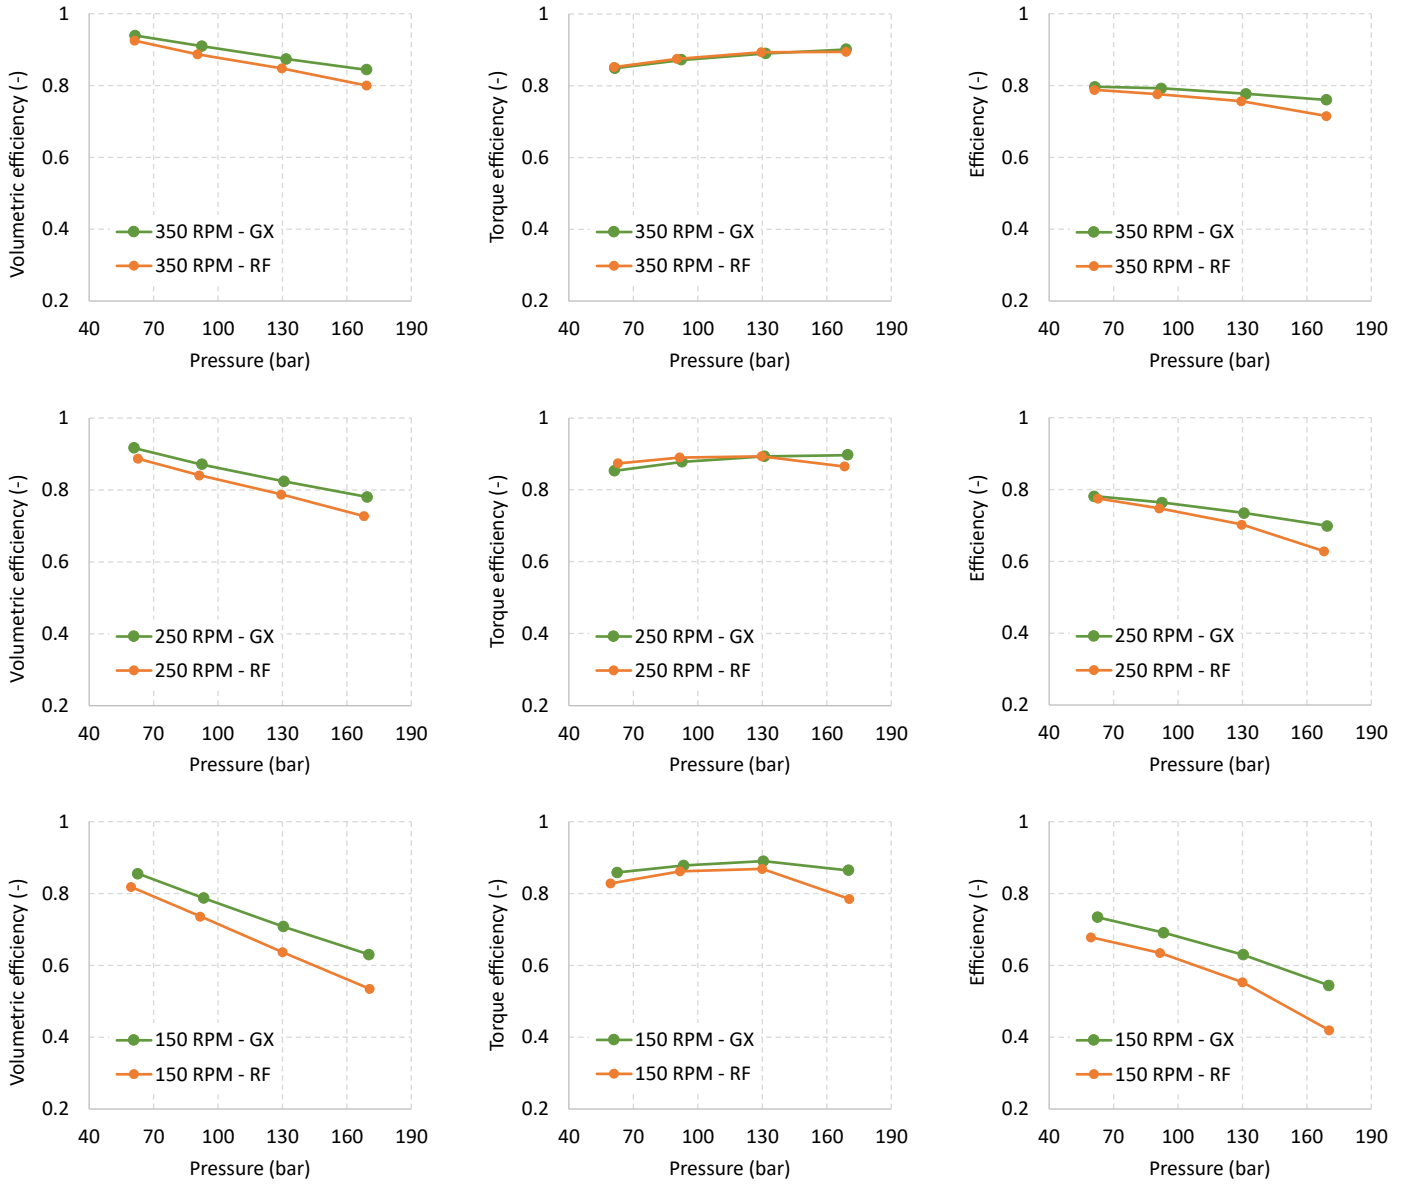 Volumetric efficiency (-)
1
0.8
0.6
0.4
0.2
350 RPM - GX
350 RPM - RF
40 70 100 130 160 190
Pressure (bar)
Torque efficiency (-)
1
0.8
0.6
0.4
0.2
350 RPM - GX
350 RPM - RF
40 70 100 130 160 190
Pressure (bar)
Efficiency (-)
1
0.8
0.6
0.4
0.2
350 RPM - GX
350 RPM - RF
40 70 100 130 160 190
Pressure (bar)
Volumetric efficiency (-)
1
0.8
0.6
0.4
0.2
250 RPM - GX
250 RPM - RF
40 70 100 130 160 190
Pressure (bar)
Torque efficiency (-)
1
0.8
0.6
0.4
0.2
250 RPM - GX
250 RPM - RF
40 70 100 130 160 190
Pressure (bar)
Efficiency (-)
1
0.8
0.6
0.4
0.2
250 RPM - GX
250 RPM - RF
40 70 100 130 160 190
Pressure (bar)
Volumetric efficiency (-)
1
0.8
0.6
0.4
0.2
150 RPM - GX
150 RPM - RF
40 70 100 130 160 190
Pressure (bar)
Torque efficiency (-)
1
0.8
0.6
0.4
0.2
150 RPM - GX
150 RPM - RF
40 70 100 130 160 190
Pressure (bar)
Efficiency (-)
1
0.8
0.6
0.4
0.2
150 RPM - GX
150 RPM - RF
40 70 100 130 160 190
Pressure (bar)